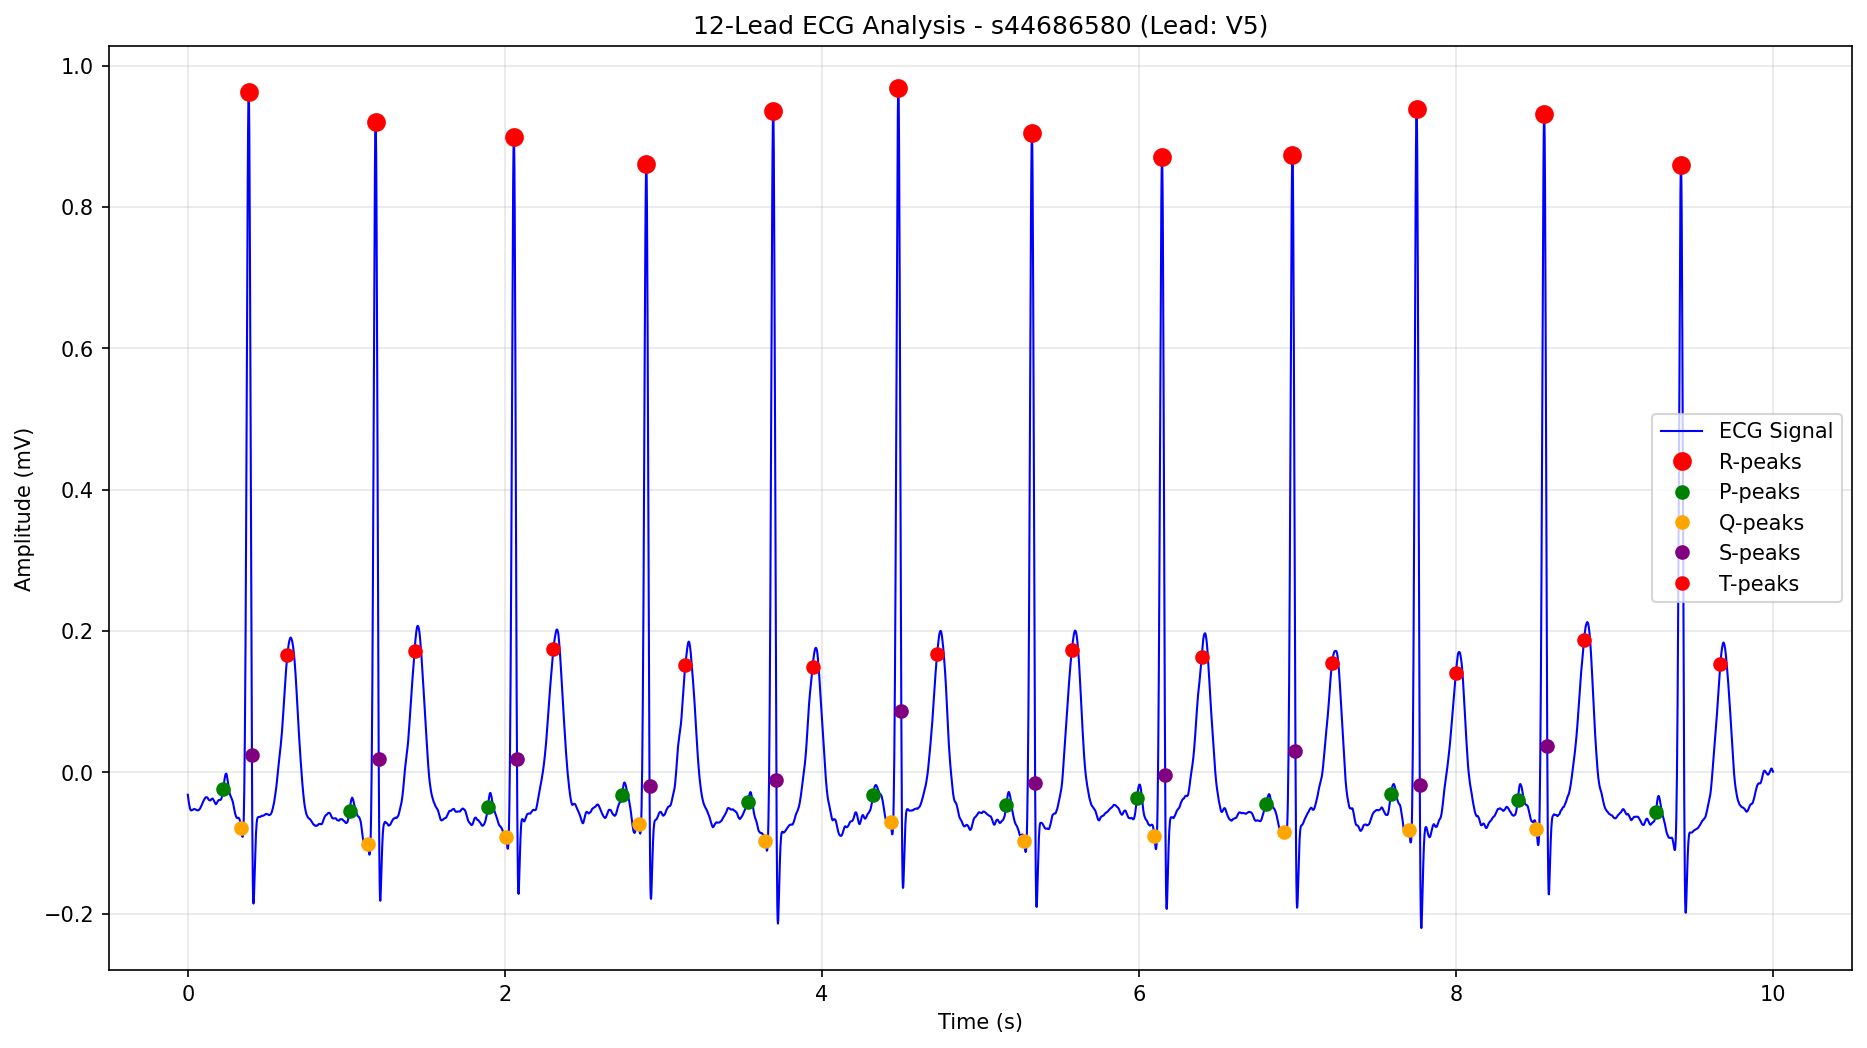 12-Lead ECG Analysis - s44686580 (Lead: V5)
Amplitude (mV)
1.0
0.8
0.6
0.4
0.2
0.0
−0.2
ECG Signal
R-peaks
P-peaks
Q-peaks
S-peaks
T-peaks
0 2 4 6 8 10
Time (s)